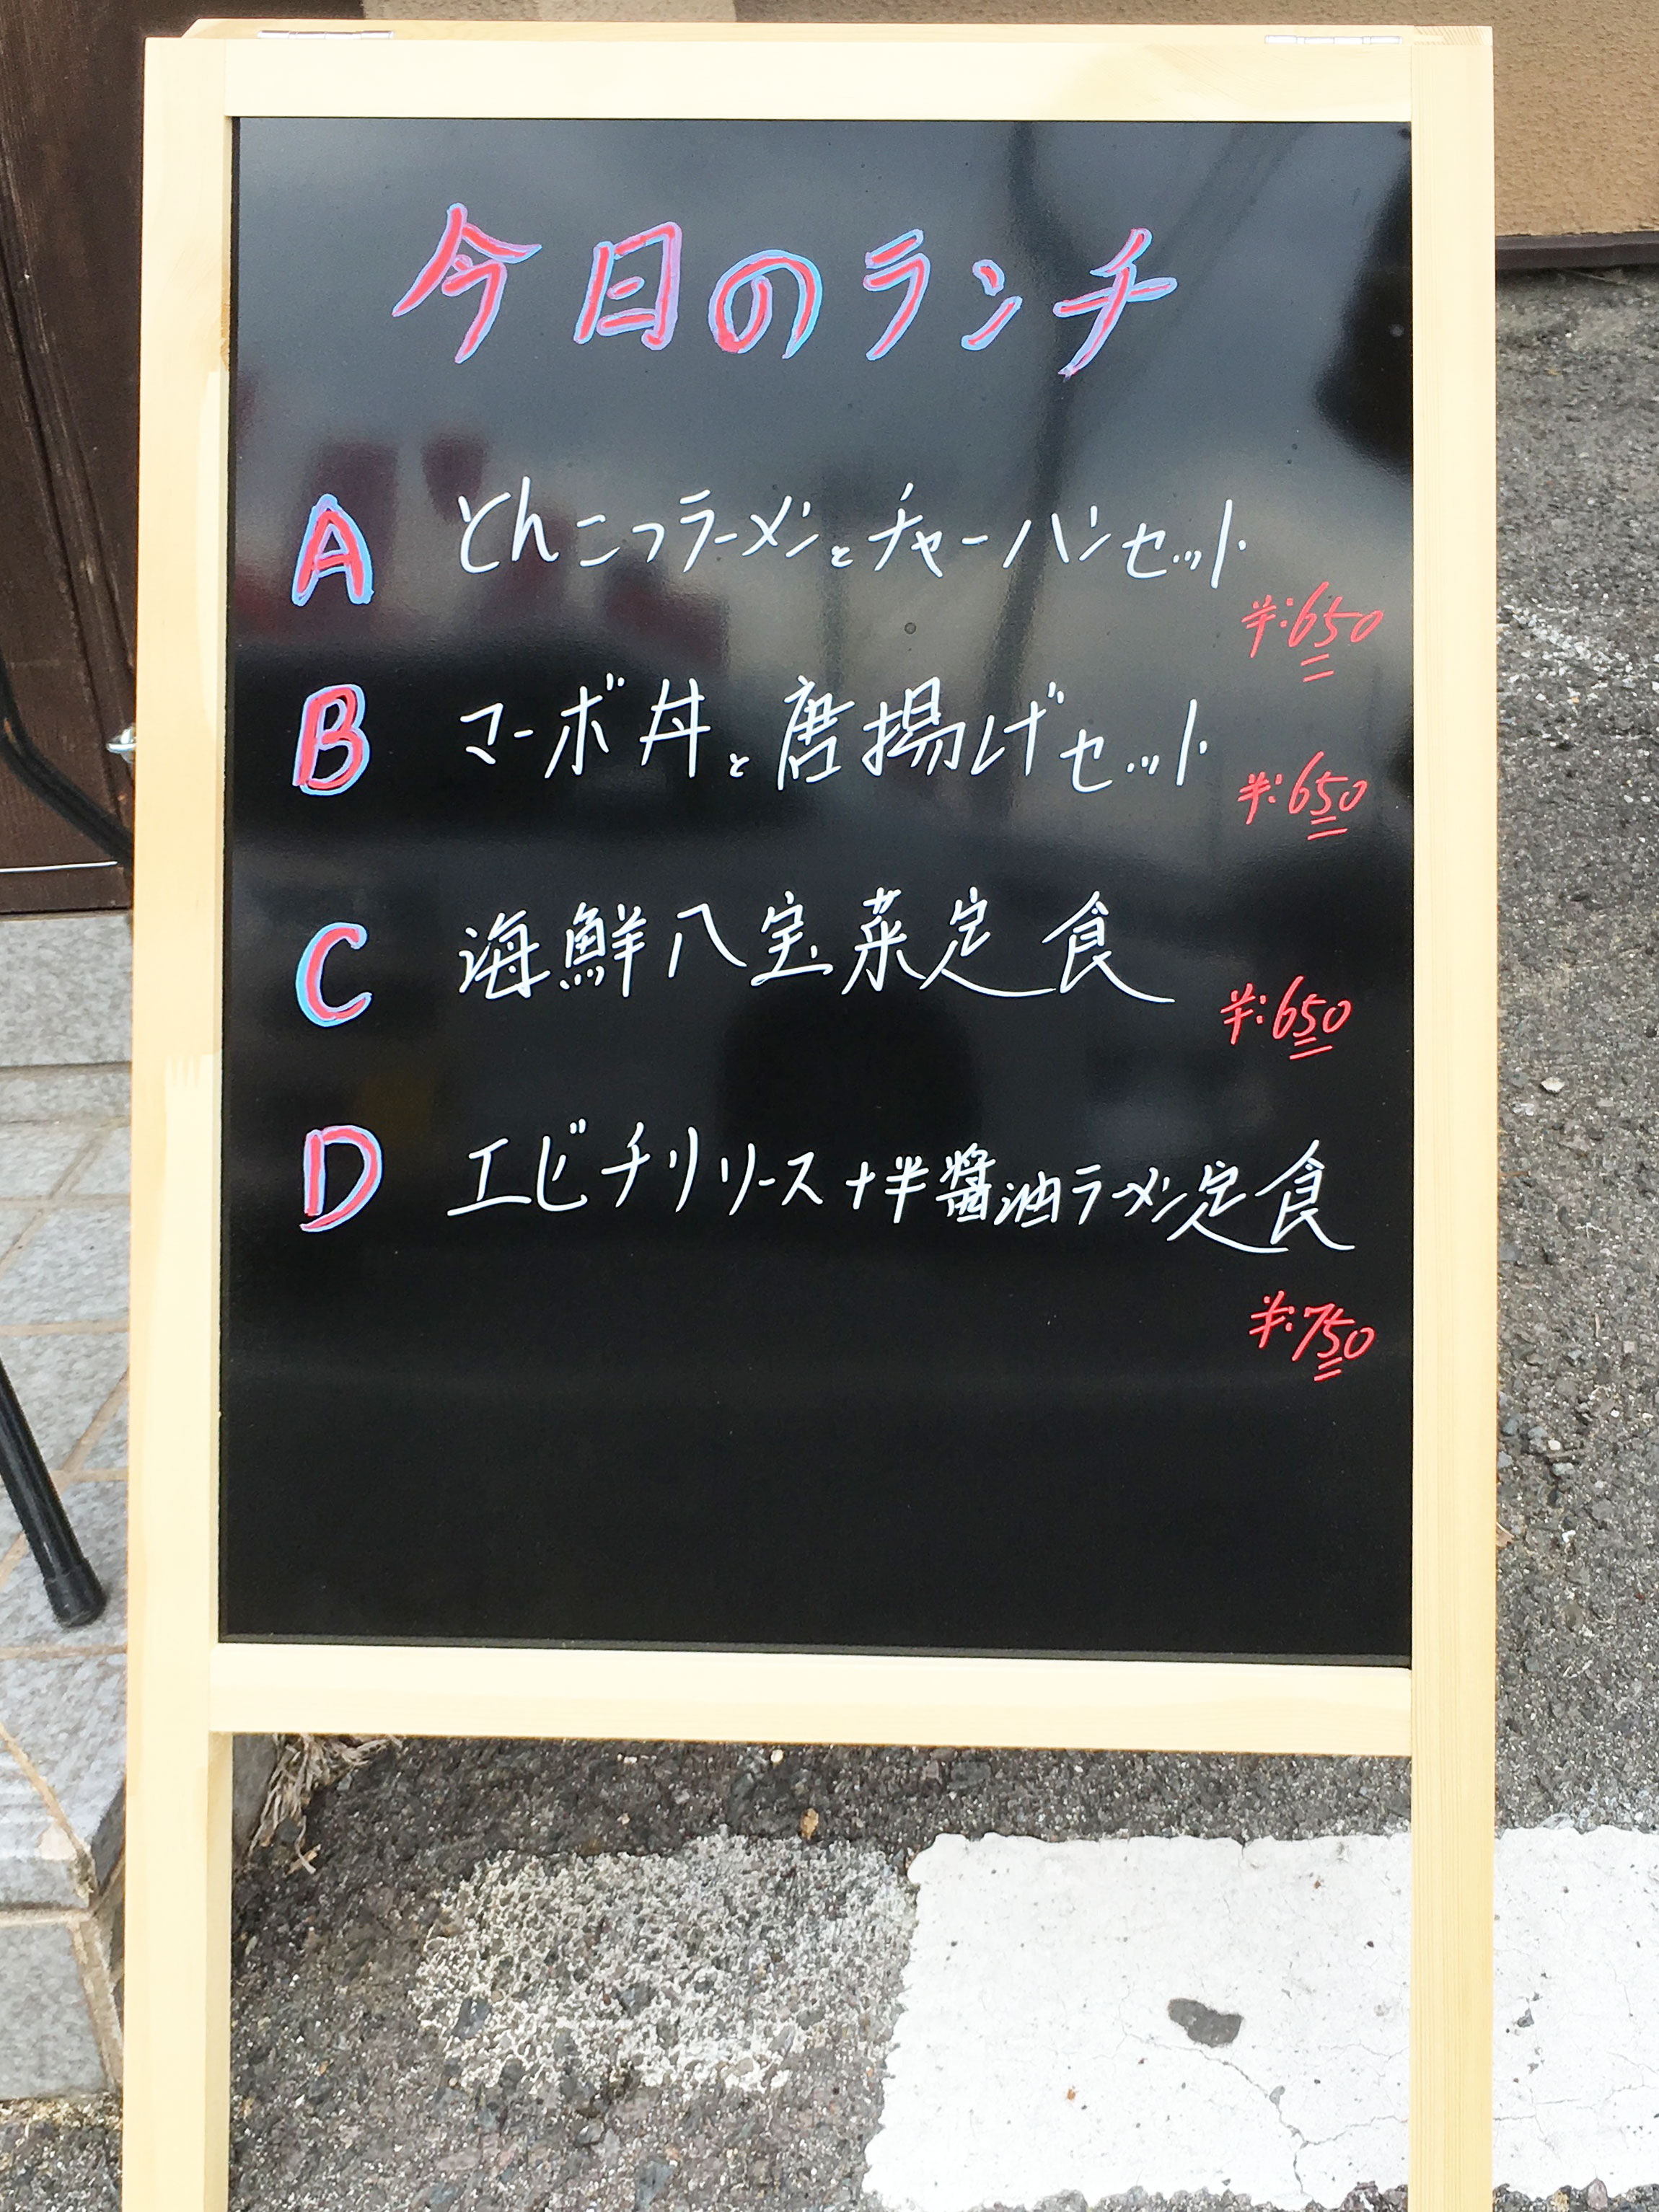 今日のランチ
A とんこつラーメンとチャーハンセット
¥:650
B マーボ丼と唐揚げセット
¥:650
C 海鮮八宝菜定食
¥:650
D エビチリソース+半醤油ラーメン定食
¥:750